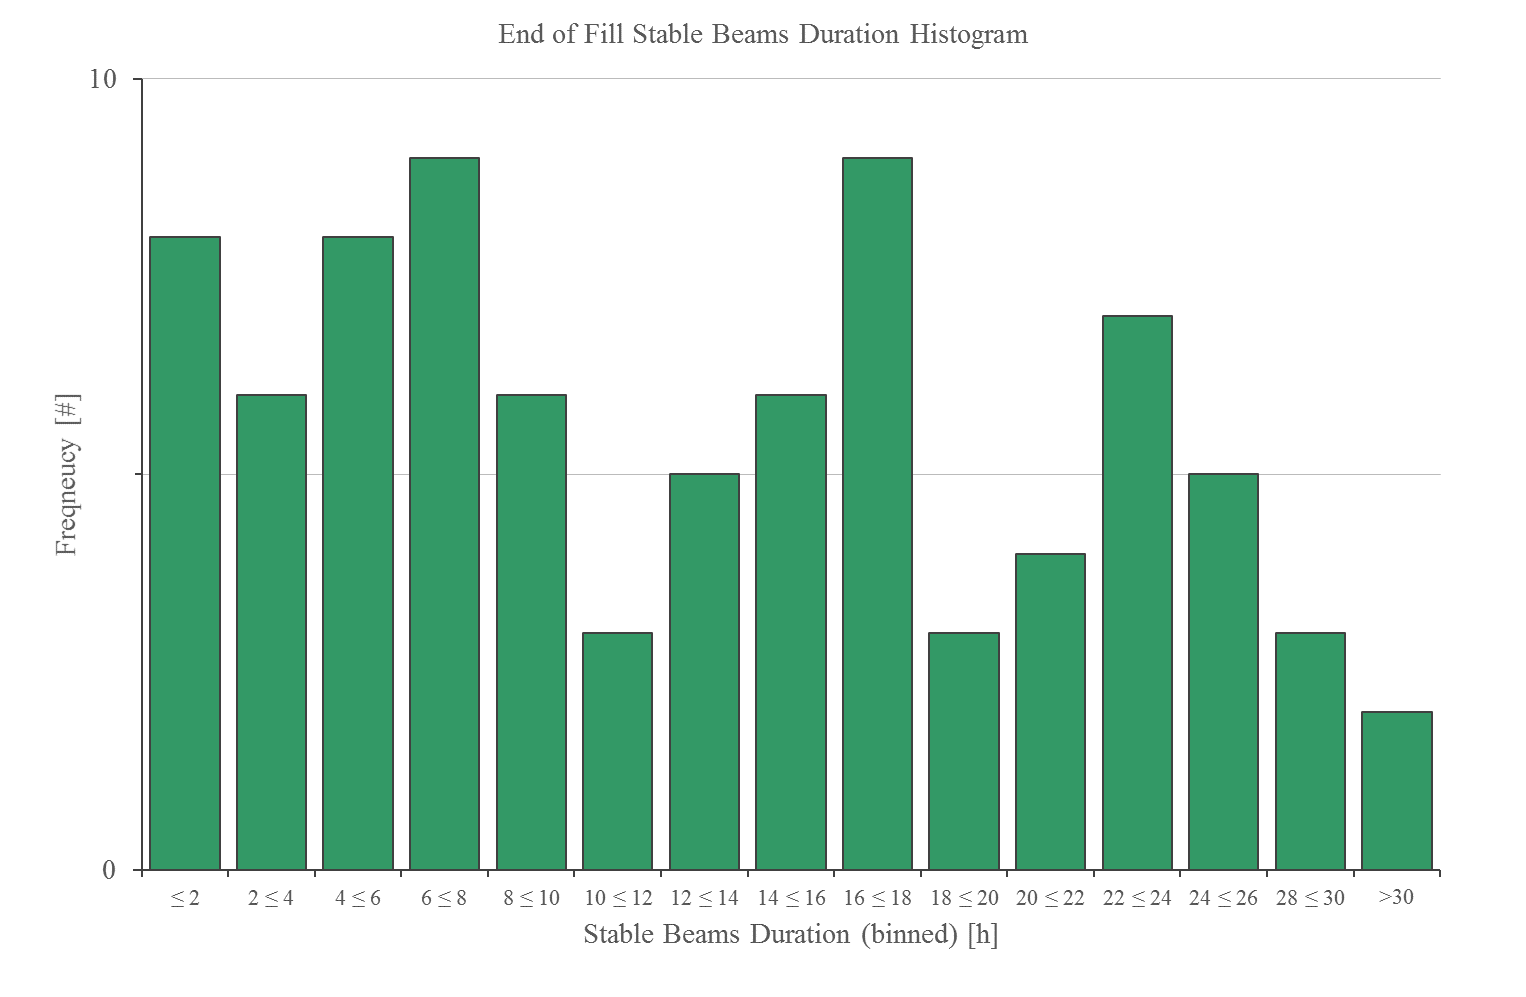 End of Fill Stable Beams Duration Histogram
10
Freqneucy [#]
0
≤ 2 2 ≤ 4 4 ≤ 6 6 ≤ 8 8 ≤ 10 10 ≤ 12 12 ≤ 14 14 ≤ 16 16 ≤ 18 18 ≤ 20 20 ≤ 22 22 ≤ 24 24 ≤ 26 28 ≤ 30 >30
Stable Beams Duration (binned) [h]